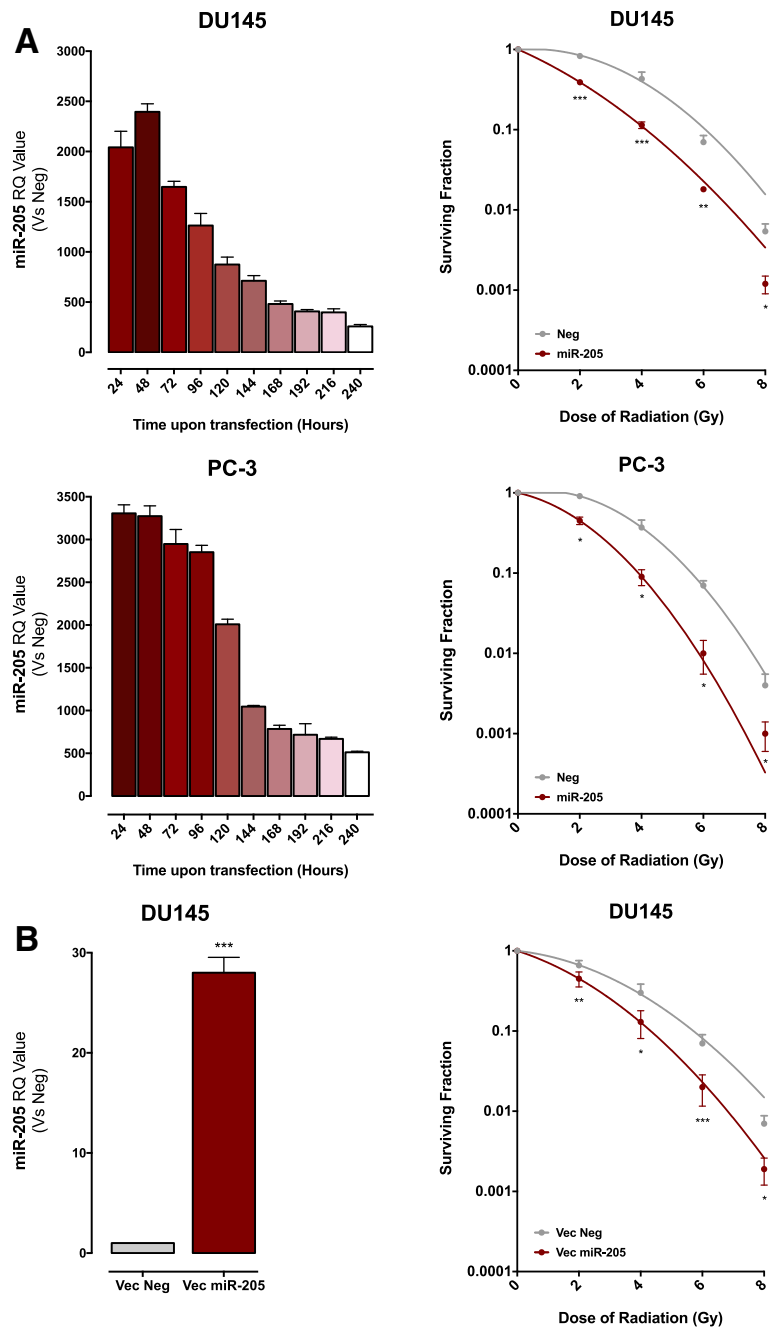 A
DU145
miR-205 RQ Value
(Vs Neg)
3000
2500
2000
1500
1000
500
0
24 48 72 96 120 144 168 192 216 240
Time upon transfection (Hours)
DU145
Surviving Fraction
1
0.1
0.01
0.001
0.0001
***
***
**
*
Neg
miR-205
0 2 4 6 8
Dose of Radiation (Gy)
PC-3
miR-205 RQ Value
(Vs Neg)
3500
3000
2500
2000
1500
1000
500
0
24 48 72 96 120 144 168 192 216 240
Time upon transfection (Hours)
PC-3
Surviving Fraction
1
0.1
0.01
0.001
0.0001
*
*
*
*
Neg
miR-205
0 2 4 6 8
Dose of Radiation (Gy)
B
DU145
miR-205 RQ Value
(Vs Neg)
30
20
10
0
***
Vec Neg Vec miR-205
DU145
Surviving Fraction
1
0.1
0.01
0.001
0.0001
**
*
***
*
Vec Neg
Vec miR-205
0 2 4 6 8
Dose of Radiation (Gy)